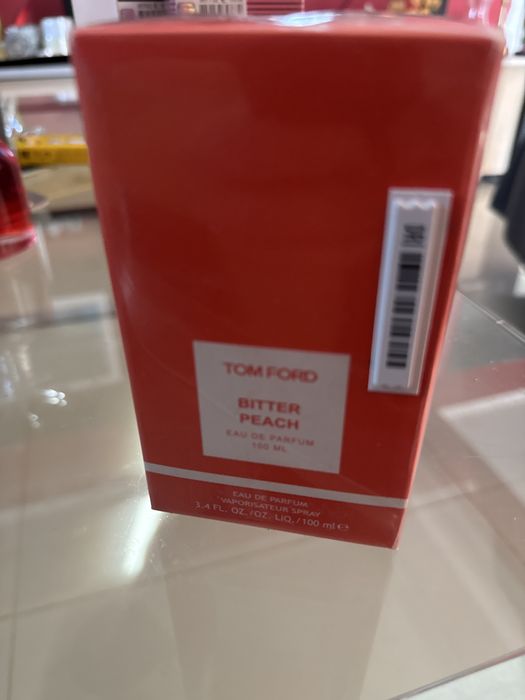 TOM FORD
BITTER
PEACH
EAU DE PARFUM
100 ML
EAU DE PARFUM
VAPORISATEUR SPRAY
3.4 FL. OZ./OZ. LIQ./100 ml ℮